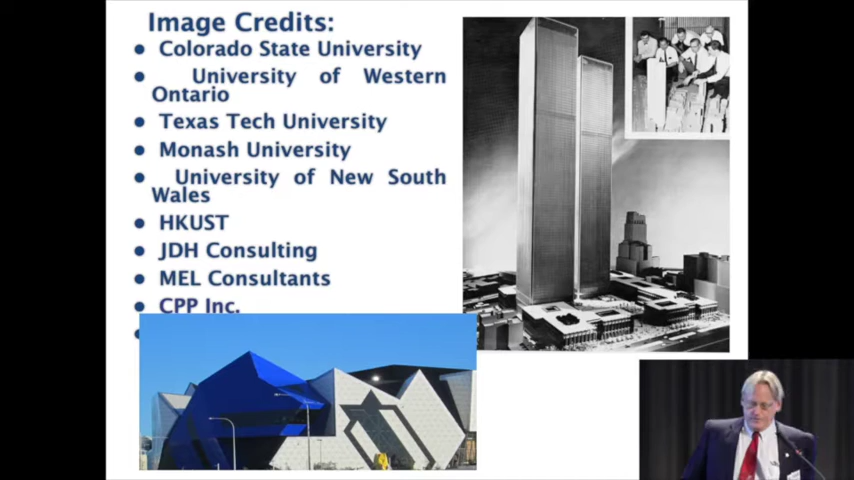 Image Credits:
Colorado State University
University of Western
Ontario
Texas Tech University
Monash University
University of New South
Wales
HKUST
JDH Consulting
MEL Consultants
CPP Inc.